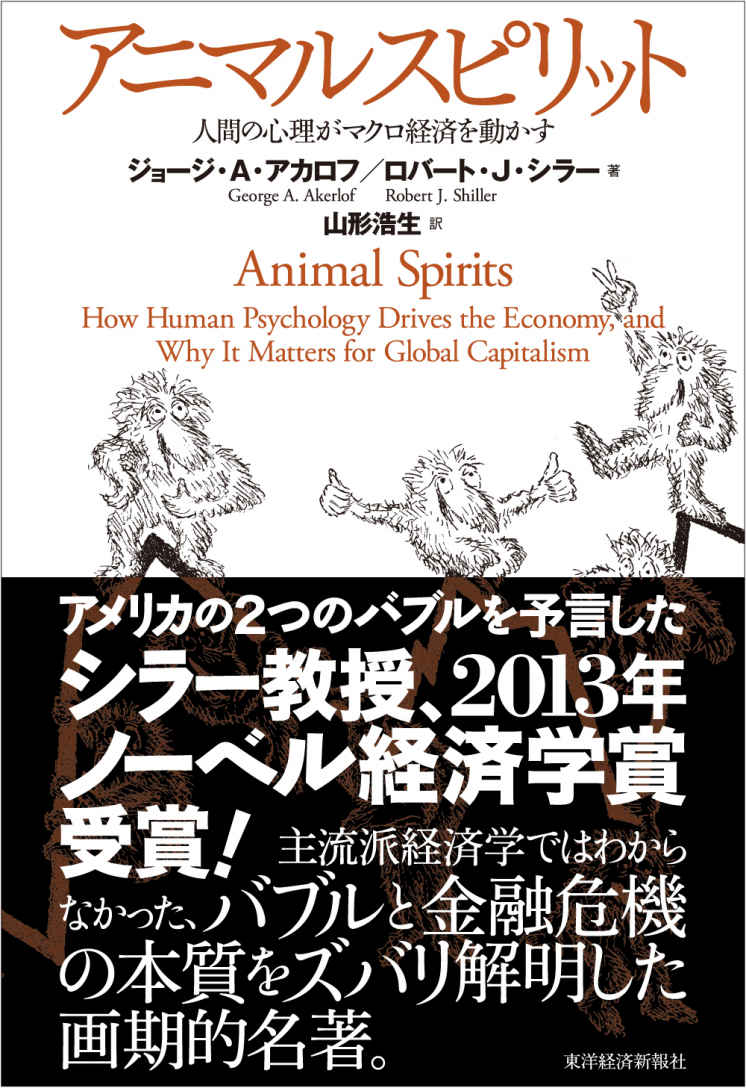 アニマルスピリット
人間の心理がマクロ経済を動かす
ジョージ・A・アカロフ／ロバート・J・シラー 著
George A. Akerlof Robert J. Shiller
山形浩生 訳
Animal Spirits
How Human Psychology Drives the Economy, and
Why It Matters for Global Capitalism
アメリカの2つのバブルを予言した
シラー教授、2013年
ノーベル経済学賞
受賞！ 主流派経済学ではわから
なかった、バブルと金融危機
の本質をズバリ解明した
画期的名著。
東洋経済新報社